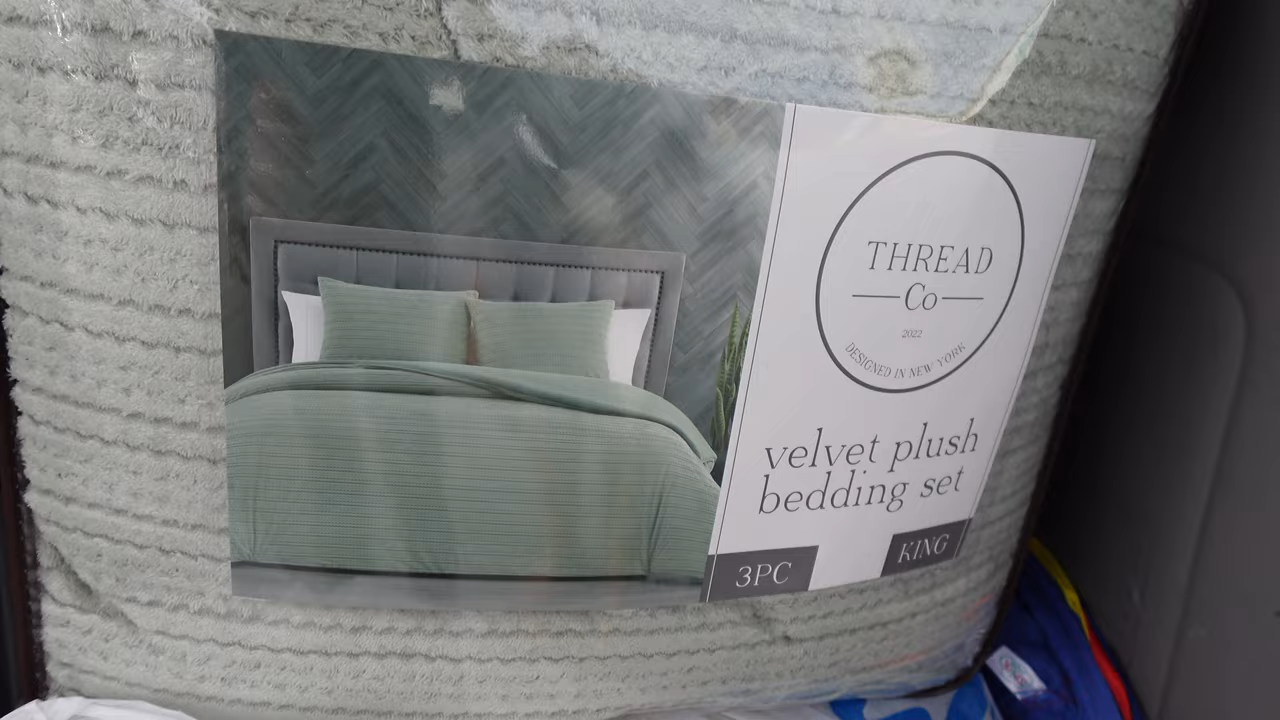 THREAD
Co
2022
DESIGNED IN NEW YORK
velvet plush
bedding set
3PC
KING